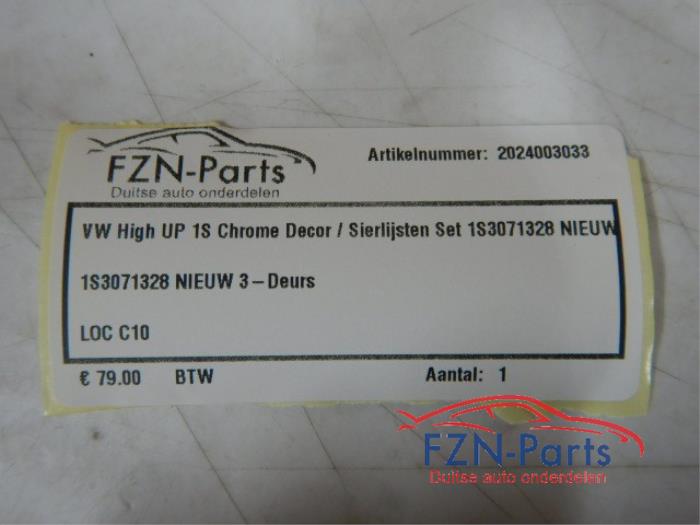 FZN-Parts
Duitse auto onderdelen
Artikelnummer: 2024003033
VW High UP 1S Chrome Decor / Sierlijsten Set 1S3071328 NIEUW
1S3071328 NIEUW 3-Deurs
LOC C10
€ 79.00 BTW Aantal: 1
FZN-Parts
Duitse auto onderdelen